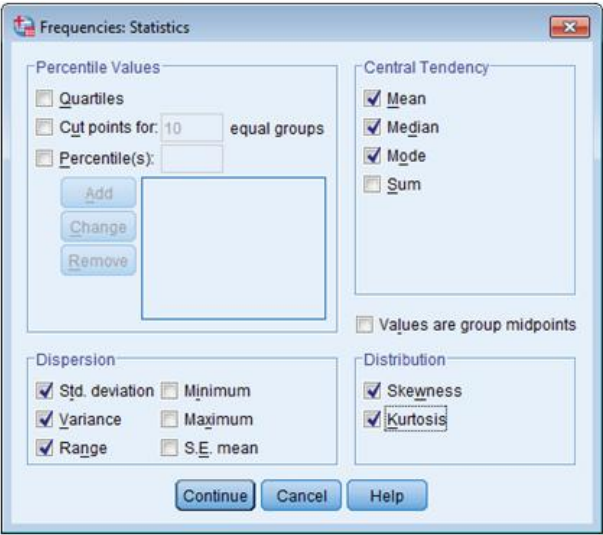 Frequencies: Statistics
Percentile Values
Quartiles
Cut points for: 10 equal groups
Percentile(s):
Add
Change
Remove
Central Tendency
Mean
Median
Mode
Sum
Values are group midpoints
Dispersion
Std. deviation Minimum
Variance Maximum
Range S.E. mean
Distribution
Skewness
Kurtosis
Continue Cancel Help